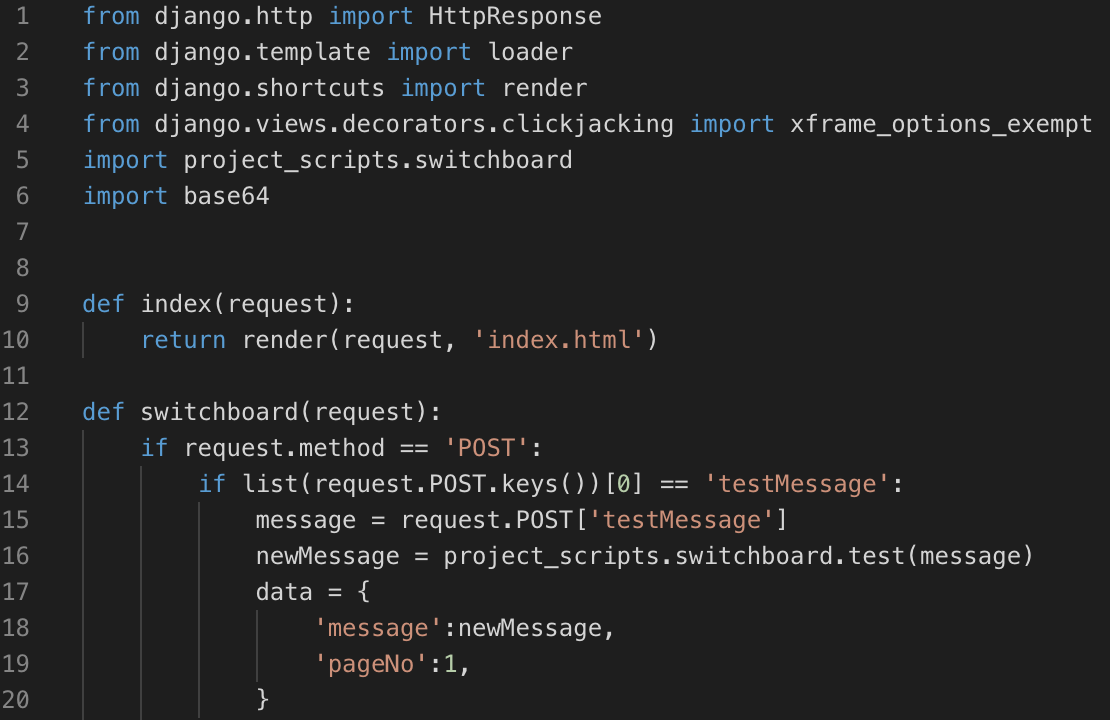 1 from django.http import HttpResponse
2 from django.template import loader
3 from django.shortcuts import render
4 from django.views.decorators.clickjacking import xframe_options_exempt
5 import project_scripts.switchboard
6 import base64
7
8
9 def index(request):
10     return render(request, 'index.html')
11
12 def switchboard(request):
13     if request.method == 'POST':
14         if list(request.POST.keys())[0] == 'testMessage':
15             message = request.POST['testMessage']
16             newMessage = project_scripts.switchboard.test(message)
17             data = {
18                 'message':newMessage,
19                 'pageNo':1,
20             }